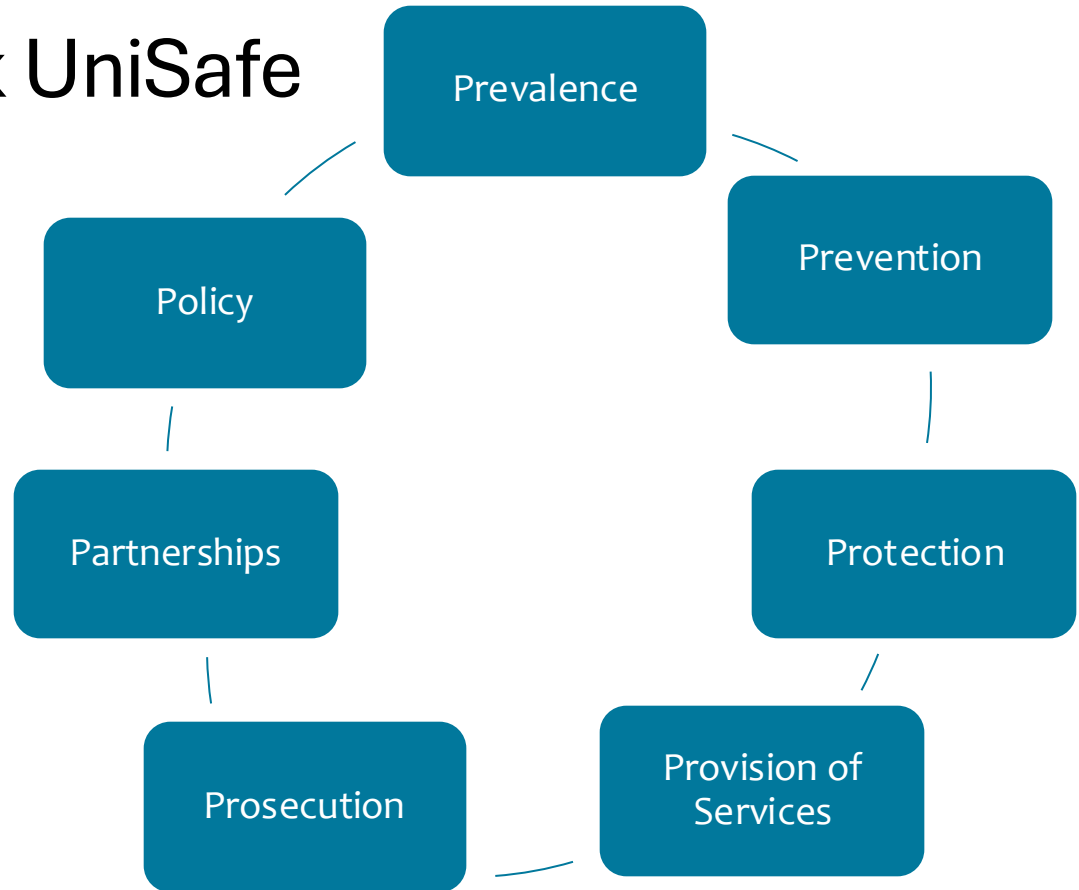 UniSafe
Prevalence
Prevention
Protection
Provision of
Services
Prosecution
Partnerships
Policy